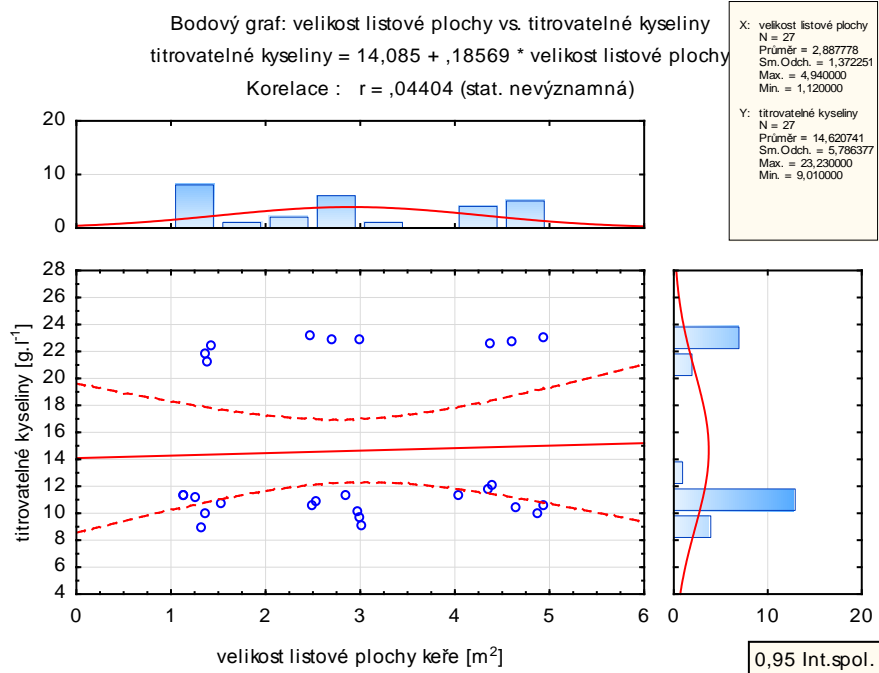 Bodový graf: velikost listové plochy vs. titrovatelné kyseliny
titrovatelné kyseliny = 14,085 + ,18569 * velikost listové plochy
Korelace : r = ,04404 (stat. nevýznamná)
X: velikost listové plochy
N = 27
Průměr = 2,887778
Sm.Odch. = 1,372251
Max. = 4,940000
Min. = 1,120000
Y: titrovatelné kyseliny
N = 27
Průměr = 14,620741
Sm.Odch. = 5,786377
Max. = 23,230000
Min. = 9,010000
20
10
0
28
26
24
22
20
18
16
14
12
10
8
6
4
titrovatelné kyseliny [g.l-1]
0 1 2 3 4 5 6
velikost listové plochy keře [m2]
0 10 20
0,95 Int.spol.